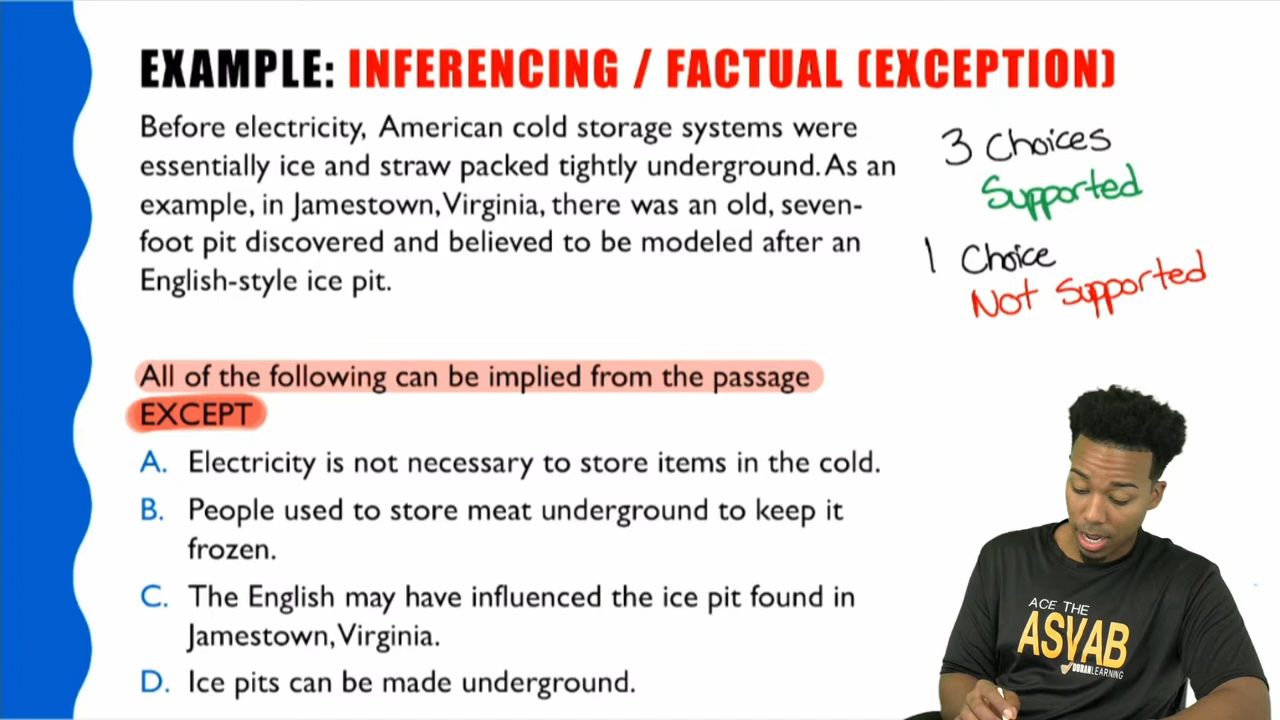 EXAMPLE: INFERENCING / FACTUAL (EXCEPTION)
Before electricity, American cold storage systems were
essentially ice and straw packed tightly underground. As an
example, in Jamestown, Virginia, there was an old, seven-
foot pit discovered and believed to be modeled after an
English-style ice pit.
3 Choices
Supported
1 Choice
Not Supported
All of the following can be implied from the passage
EXCEPT
A. Electricity is not necessary to store items in the cold.
B. People used to store meat underground to keep it
frozen.
C. The English may have influenced the ice pit found in
Jamestown, Virginia.
D. Ice pits can be made underground.
ACE THE
ASVAB
DURAN LEARNING